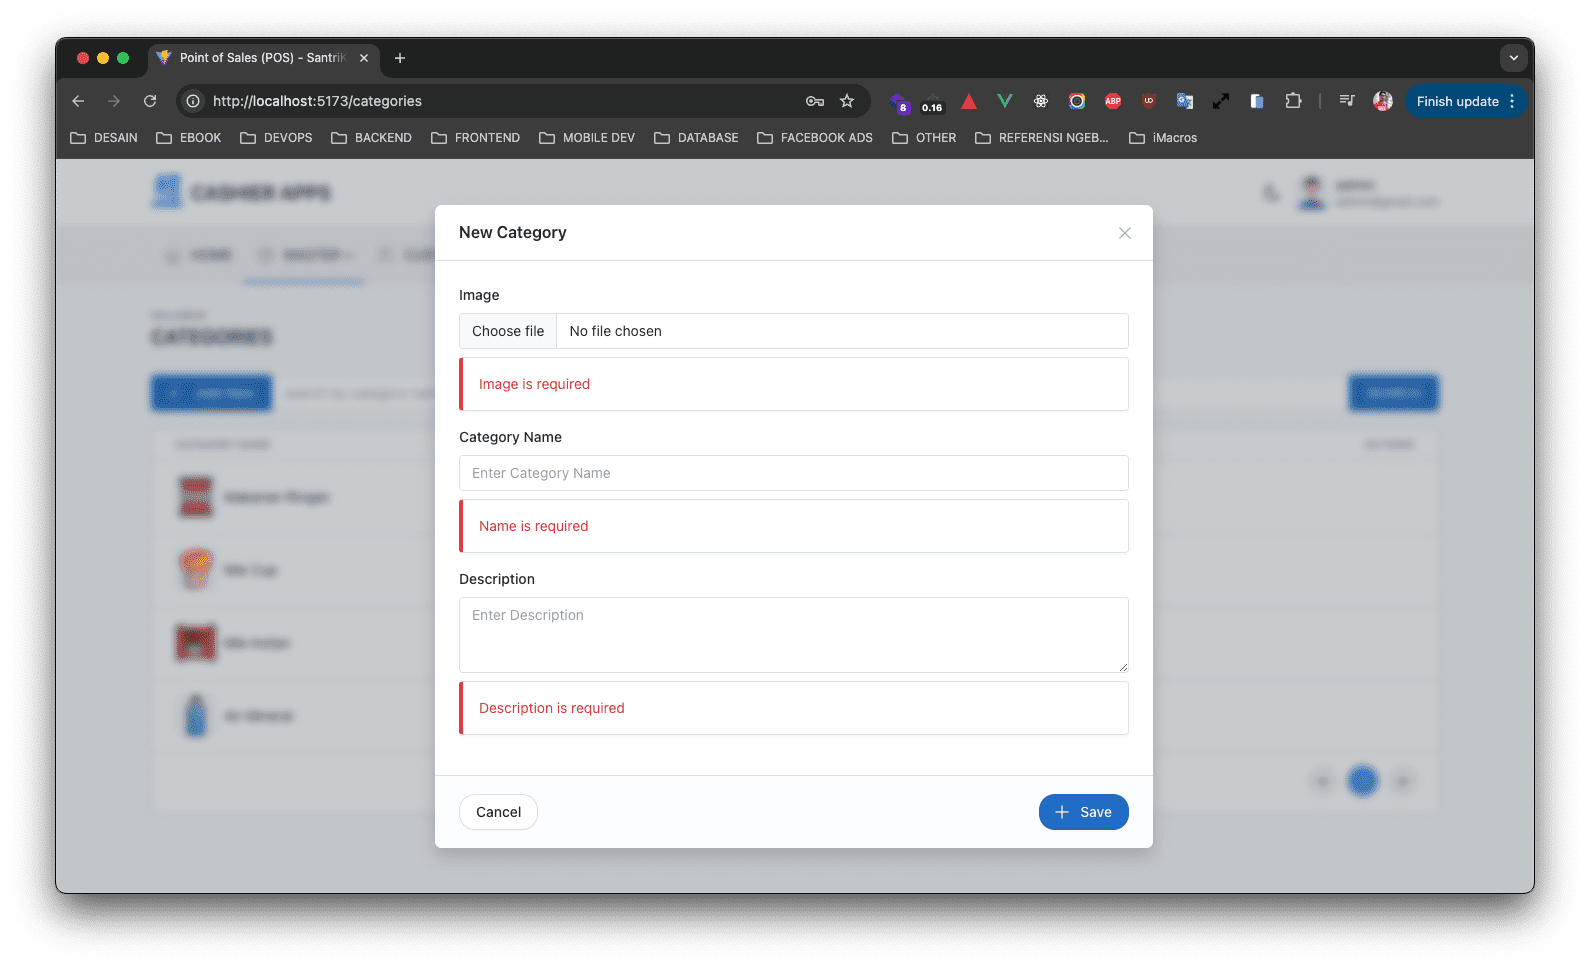 Point of Sales (POS) - SantriK
http://localhost:5173/categories
8
0.16
ABP
UD
Finish update
DESAIN
EBOOK
DEVOPS
BACKEND
FRONTEND
MOBILE DEV
DATABASE
FACEBOOK ADS
OTHER
REFERENSI NGEB...
iMacros
CASHIER APPS
admin
HOME
MASTER
CATEGORIES
New Category
Image
Choose file
No file chosen
Image is required
Category Name
Enter Category Name
Name is required
Description
Enter Description
Description is required
Cancel
Save